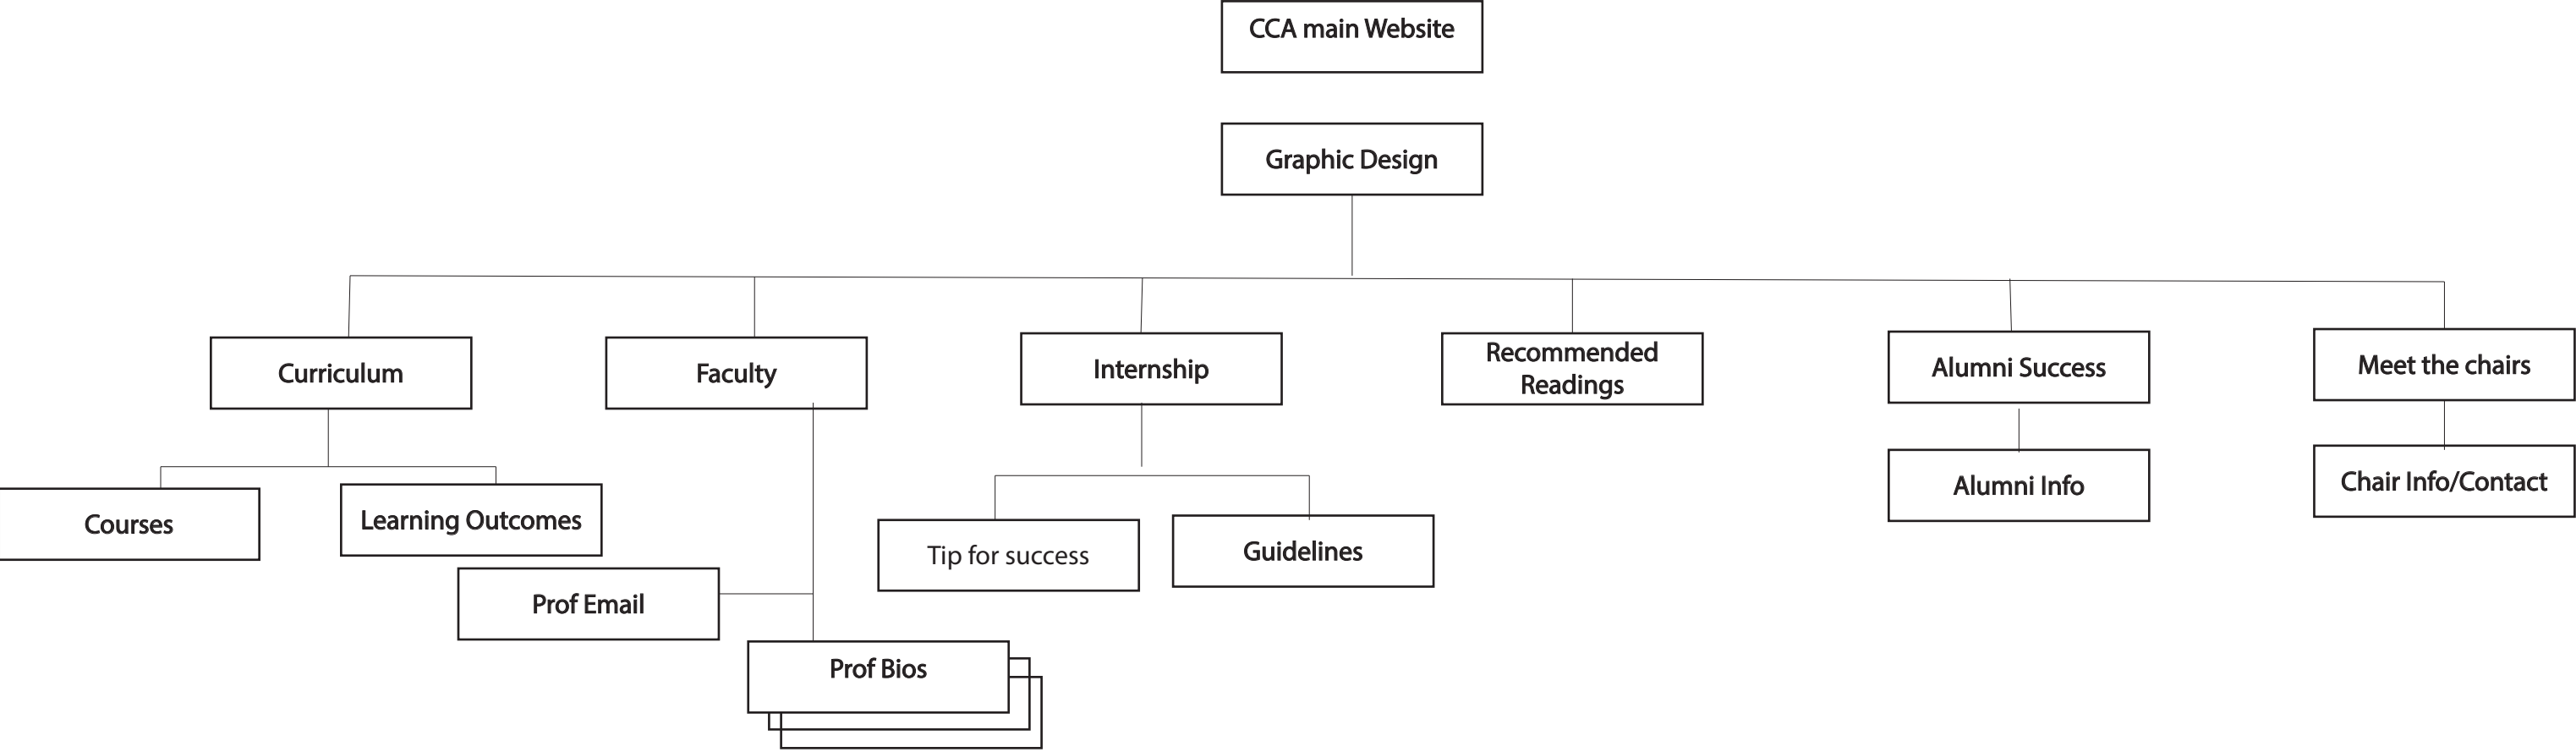 CCA main Website
Graphic Design
Curriculum
Faculty
Internship
Recommended
Readings
Alumni Success
Meet the chairs
Courses
Learning Outcomes
Prof Email
Prof Bios
Tip for success
Guidelines
Alumni Info
Chair Info/Contact